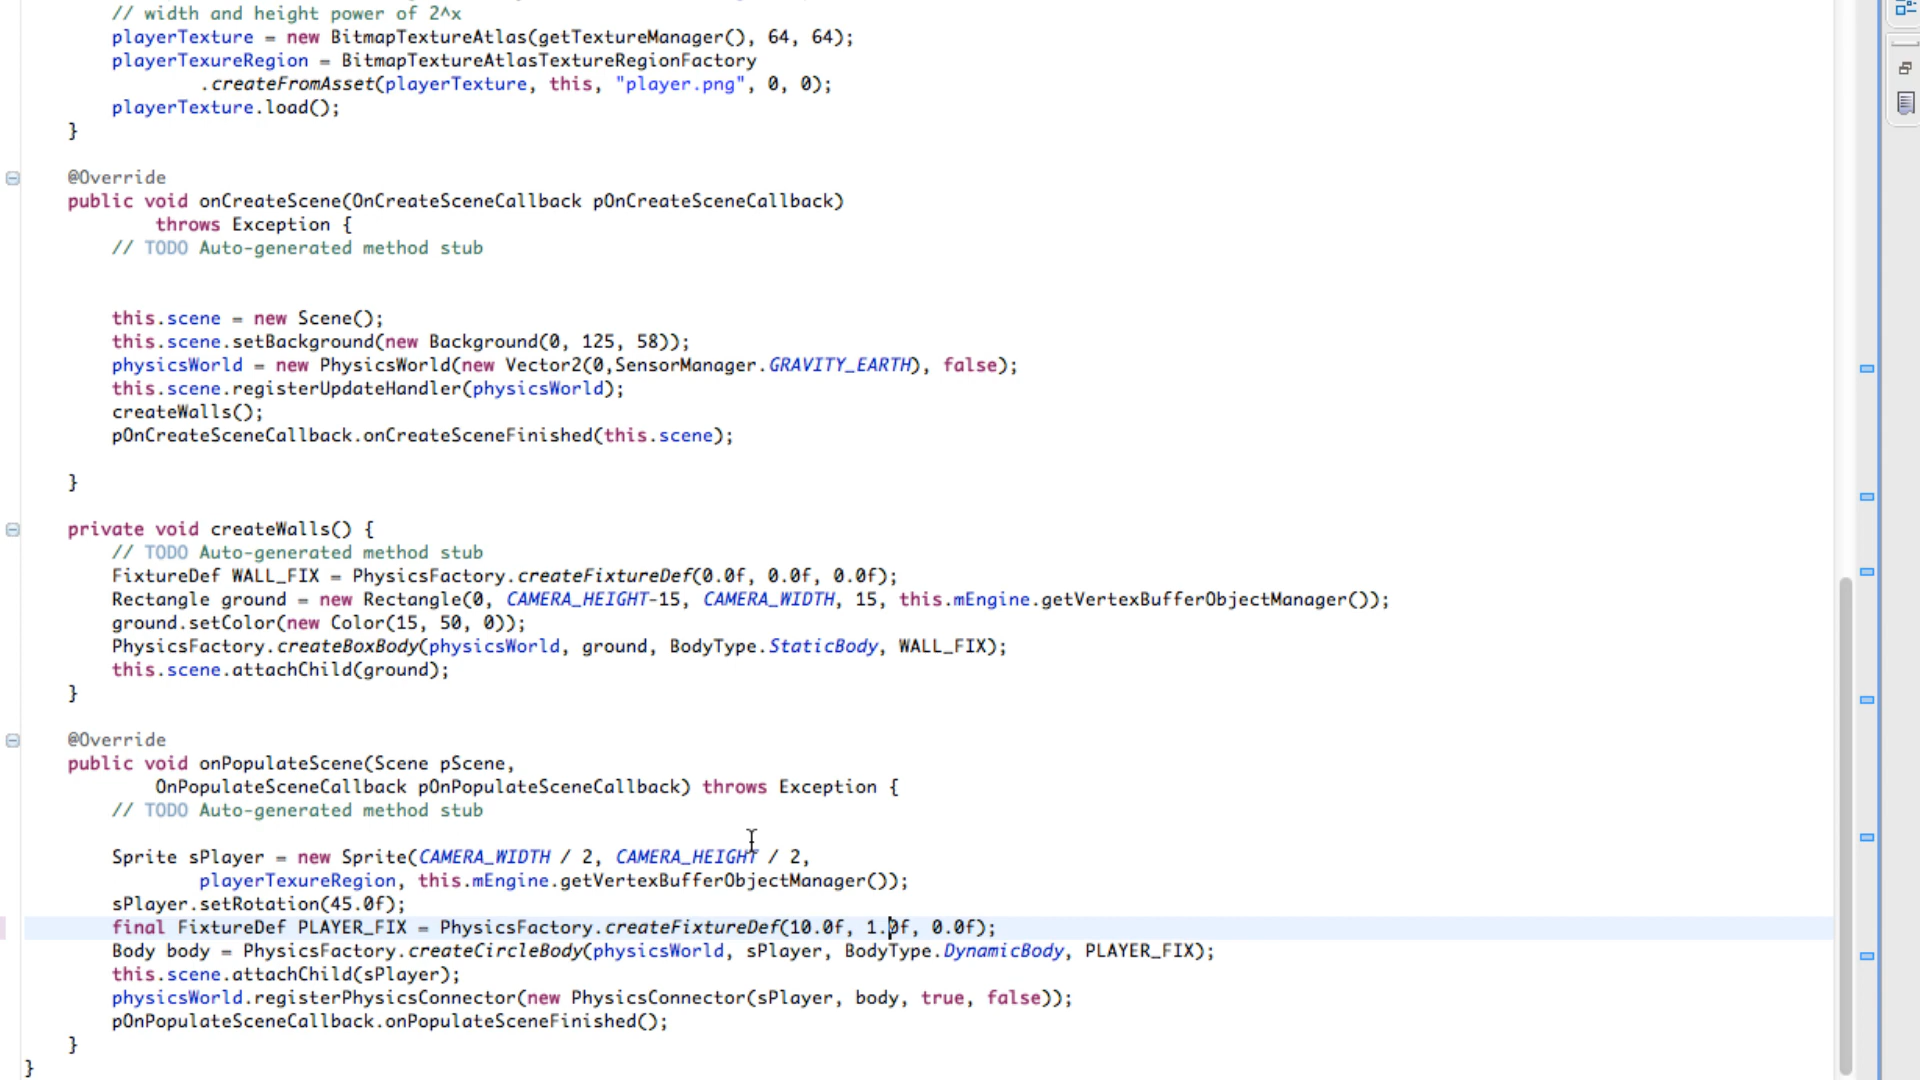 // width and height power of 2^x
playerTexture = new BitmapTextureAtlas(getTextureManager(), 64, 64);
playerTexureRegion = BitmapTextureAtlasTextureRegionFactory
.createFromAsset(playerTexture, this, "player.png", 0, 0);
playerTexture.load();
}
@Override
public void onCreateScene(OnCreateSceneCallback pOnCreateSceneCallback)
throws Exception {
// TODO Auto-generated method stub
this.scene = new Scene();
this.scene.setBackground(new Background(0, 125, 58));
physicsWorld = new PhysicsWorld(new Vector2(0,SensorManager.GRAVITY_EARTH), false);
this.scene.registerUpdateHandler(physicsWorld);
createWalls();
pOnCreateSceneCallback.onCreateSceneFinished(this.scene);
}
private void createWalls() {
// TODO Auto-generated method stub
FixtureDef WALL_FIX = PhysicsFactory.createFixtureDef(0.0f, 0.0f, 0.0f);
Rectangle ground = new Rectangle(0, CAMERA_HEIGHT-15, CAMERA_WIDTH, 15, this.mEngine.getVertexBufferObjectManager());
ground.setColor(new Color(15, 50, 0));
PhysicsFactory.createBoxBody(physicsWorld, ground, BodyType.StaticBody, WALL_FIX);
this.scene.attachChild(ground);
}
@Override
public void onPopulateScene(Scene pScene,
OnPopulateSceneCallback pOnPopulateSceneCallback) throws Exception {
// TODO Auto-generated method stub
Sprite sPlayer = new Sprite(CAMERA_WIDTH / 2, CAMERA_HEIGHT / 2,
playerTexureRegion, this.mEngine.getVertexBufferObjectManager());
sPlayer.setRotation(45.0f);
final FixtureDef PLAYER_FIX = PhysicsFactory.createFixtureDef(10.0f, 1.0f, 0.0f);
Body body = PhysicsFactory.createCircleBody(physicsWorld, sPlayer, BodyType.DynamicBody, PLAYER_FIX);
this.scene.attachChild(sPlayer);
physicsWorld.registerPhysicsConnector(new PhysicsConnector(sPlayer, body, true, false));
pOnPopulateSceneCallback.onPopulateSceneFinished();
}
}